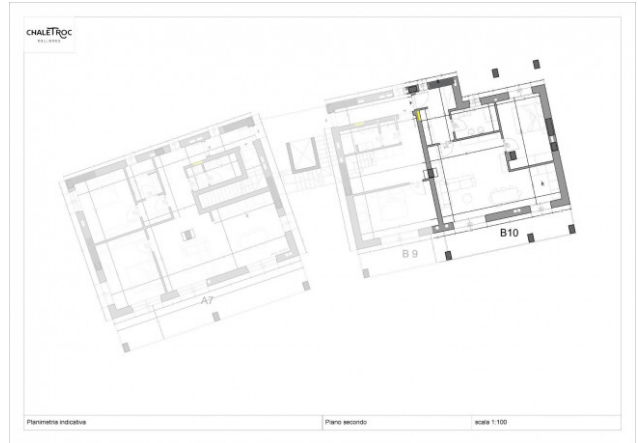 CHALETROC
B10
B 9
A7
Planimetria indicativa
Piano secondo
scala 1:100